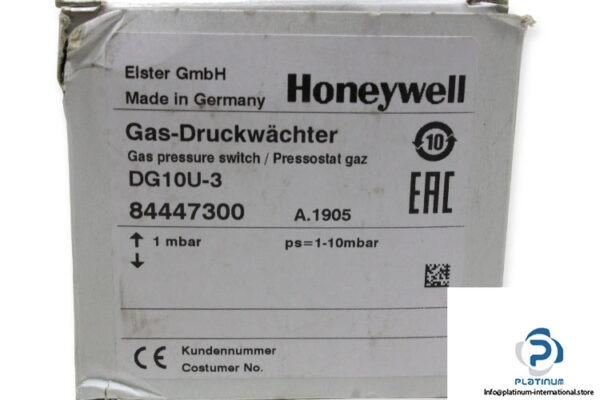 Elster GmbH
Made in Germany
Honeywell
Gas-Druckwächter
Gas pressure switch / Pressostat gaz
10
DG10U-3
EAC
84447300
A.1905
↑ 1 mbar
ps=1-10mbar
↓
CE
Kundennummer
Costumer No.
PLATINUM
https://platinum-international.store